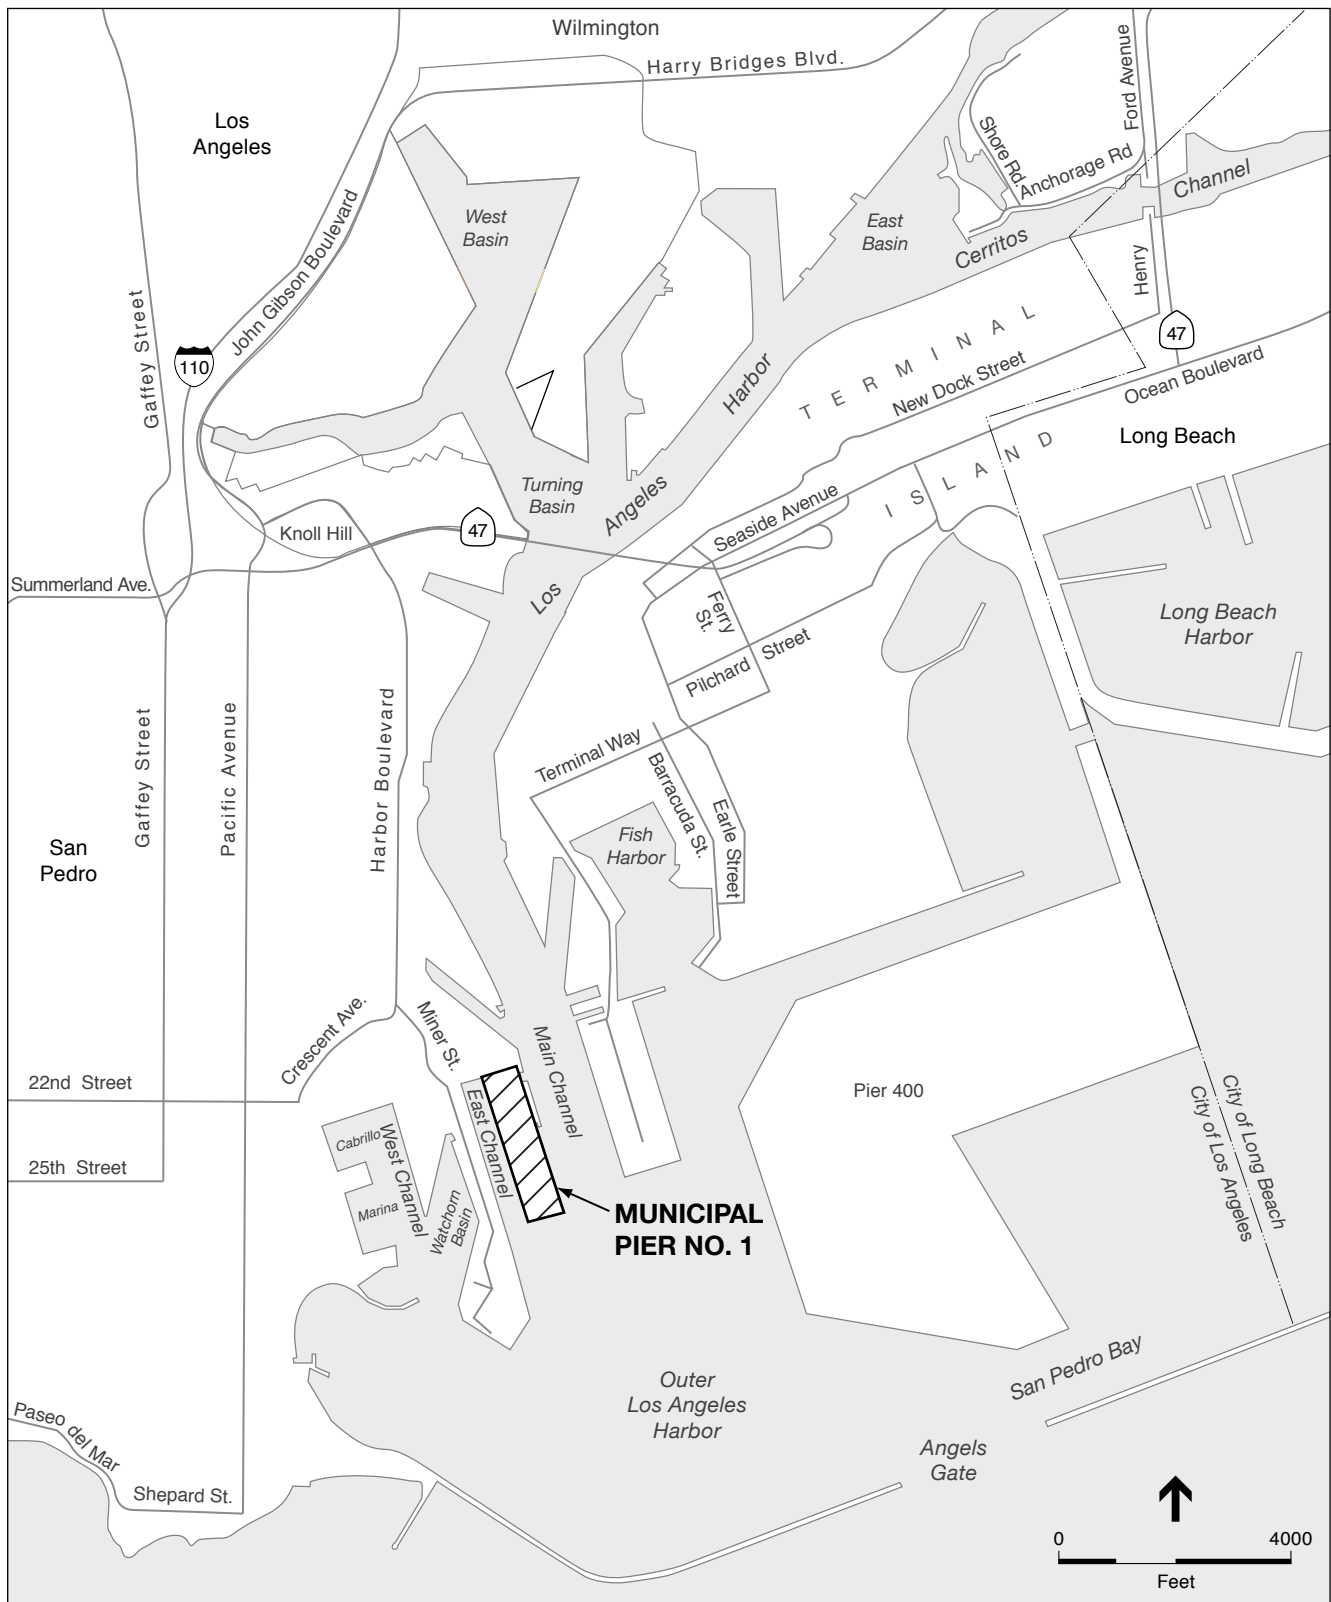 Wilmington
Harry Bridges Blvd.
Ford Avenue
Los
Angeles
Shore Rd.
Anchorage Rd
Channel
John Gibson Boulevard
West
Basin
East
Basin
Cerritos
Henry
Gaffey Street
110
Harbor
TERMINAL
New Dock Street
47
Ocean Boulevard
Long Beach
Turning
Basin
Angeles
ISLAND
Seaside Avenue
Knoll Hill
47
Summerland Ave.
Los
Ferry
St.
Long Beach
Harbor
Pilchard Street
Gaffey Street
Pacific Avenue
Harbor Boulevard
Terminal Way
Barracuda St.
Earle Street
Fish
Harbor
San
Pedro
Crescent Ave.
Miner St.
Main Channel
22nd Street
East Channel
Pier 400
City of Long Beach
City of Los Angeles
Cabrillo
West Channel
25th Street
Marina
Watchorn
Basin
MUNICIPAL
PIER NO. 1
San Pedro Bay
Outer
Los Angeles
Harbor
Paseo del Mar
Angels
Gate
Shepard St.
0 4000
Feet